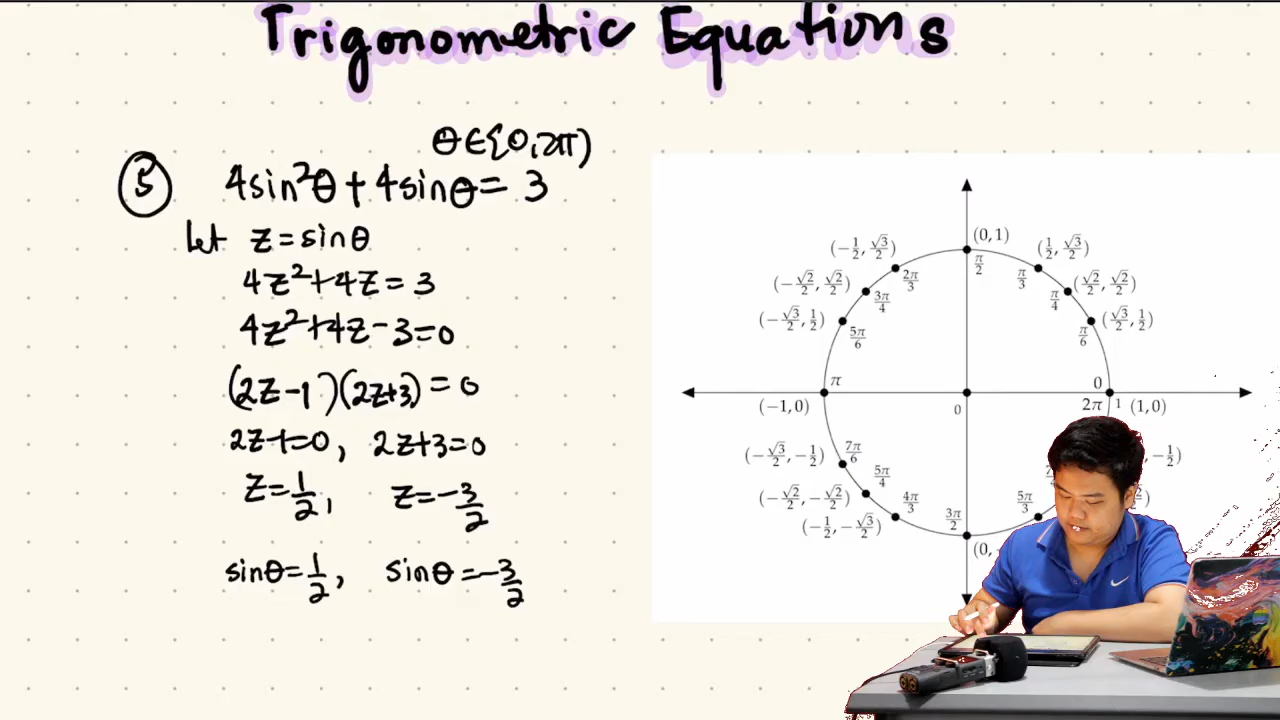 Trigonometric Equations
θ∈{0,2π)
⑤ 4sin²θ+4sinθ=3
let z=sinθ
4z²+4z=3
4z²+4z-3=0
(2z-1)(2z+3)=0
2z-1=0, 2z+3=0
z=1/2, z=-3/2
sinθ=1/2, sinθ=-3/2
(0, 1)
π/2
(-1/2, √3/2) (1/2, √3/2)
2π/3 π/3
(-√2/2, √2/2) (√2/2, √2/2)
3π/4 π/4
(-√3/2, 1/2) (√3/2, 1/2)
5π/6 π/6
π 0
(-1, 0) 0 2π 1 (1, 0)
(-√3/2, -1/2) 7π/6 , -1/2)
(-√2/2, -√2/2) 5π/4
(-1/2, -√3/2) 4π/3 3π/2 5π/3
(0,